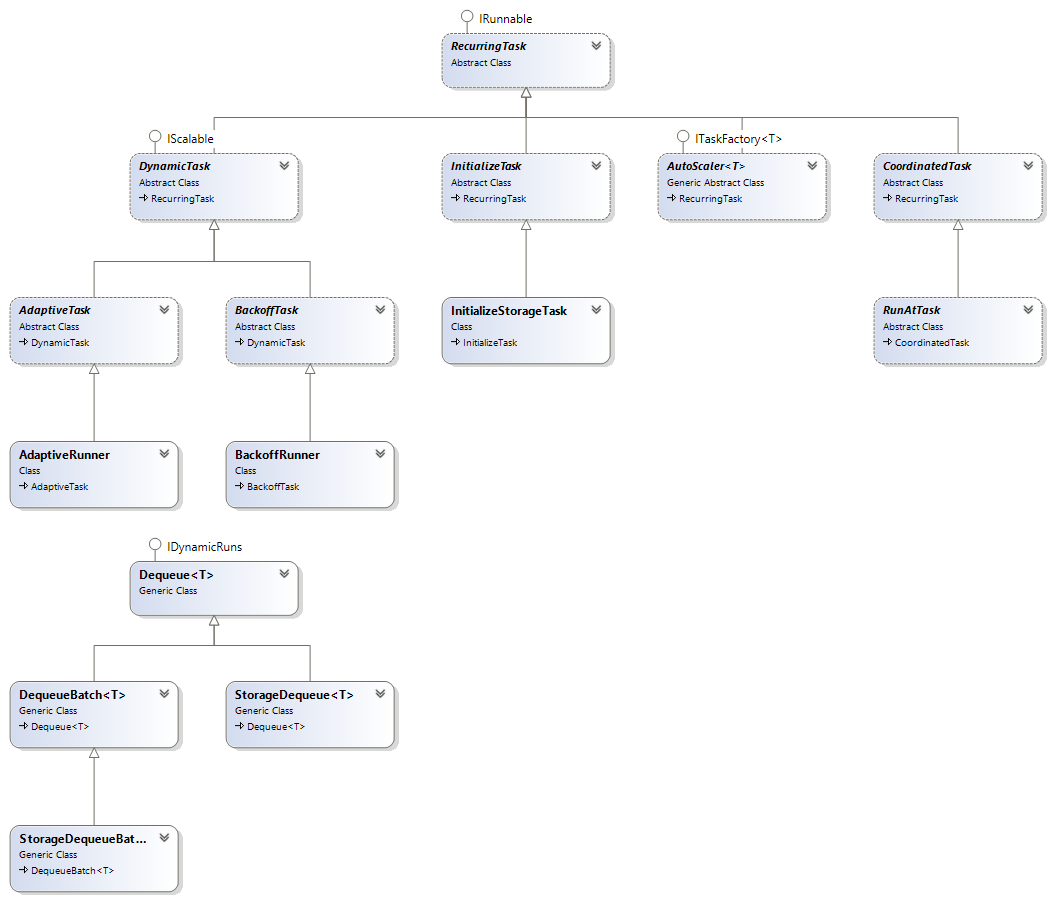 IRunnable
RecurringTask
Abstract Class
IScalable
DynamicTask
Abstract Class
RecurringTask
InitializeTask
Abstract Class
RecurringTask
ITaskFactory<T>
AutoScaler<T>
Generic Abstract Class
RecurringTask
CoordinatedTask
Abstract Class
RecurringTask
AdaptiveTask
Abstract Class
DynamicTask
BackoffTask
Abstract Class
DynamicTask
InitializeStorageTask
Class
InitializeTask
RunAtTask
Abstract Class
CoordinatedTask
AdaptiveRunner
Class
AdaptiveTask
BackoffRunner
Class
BackoffTask
IDynamicRuns
Dequeue<T>
Generic Class
DequeueBatch<T>
Generic Class
Dequeue<T>
StorageDequeue<T>
Generic Class
Dequeue<T>
StorageDequeueBat...
Generic Class
DequeueBatch<T>